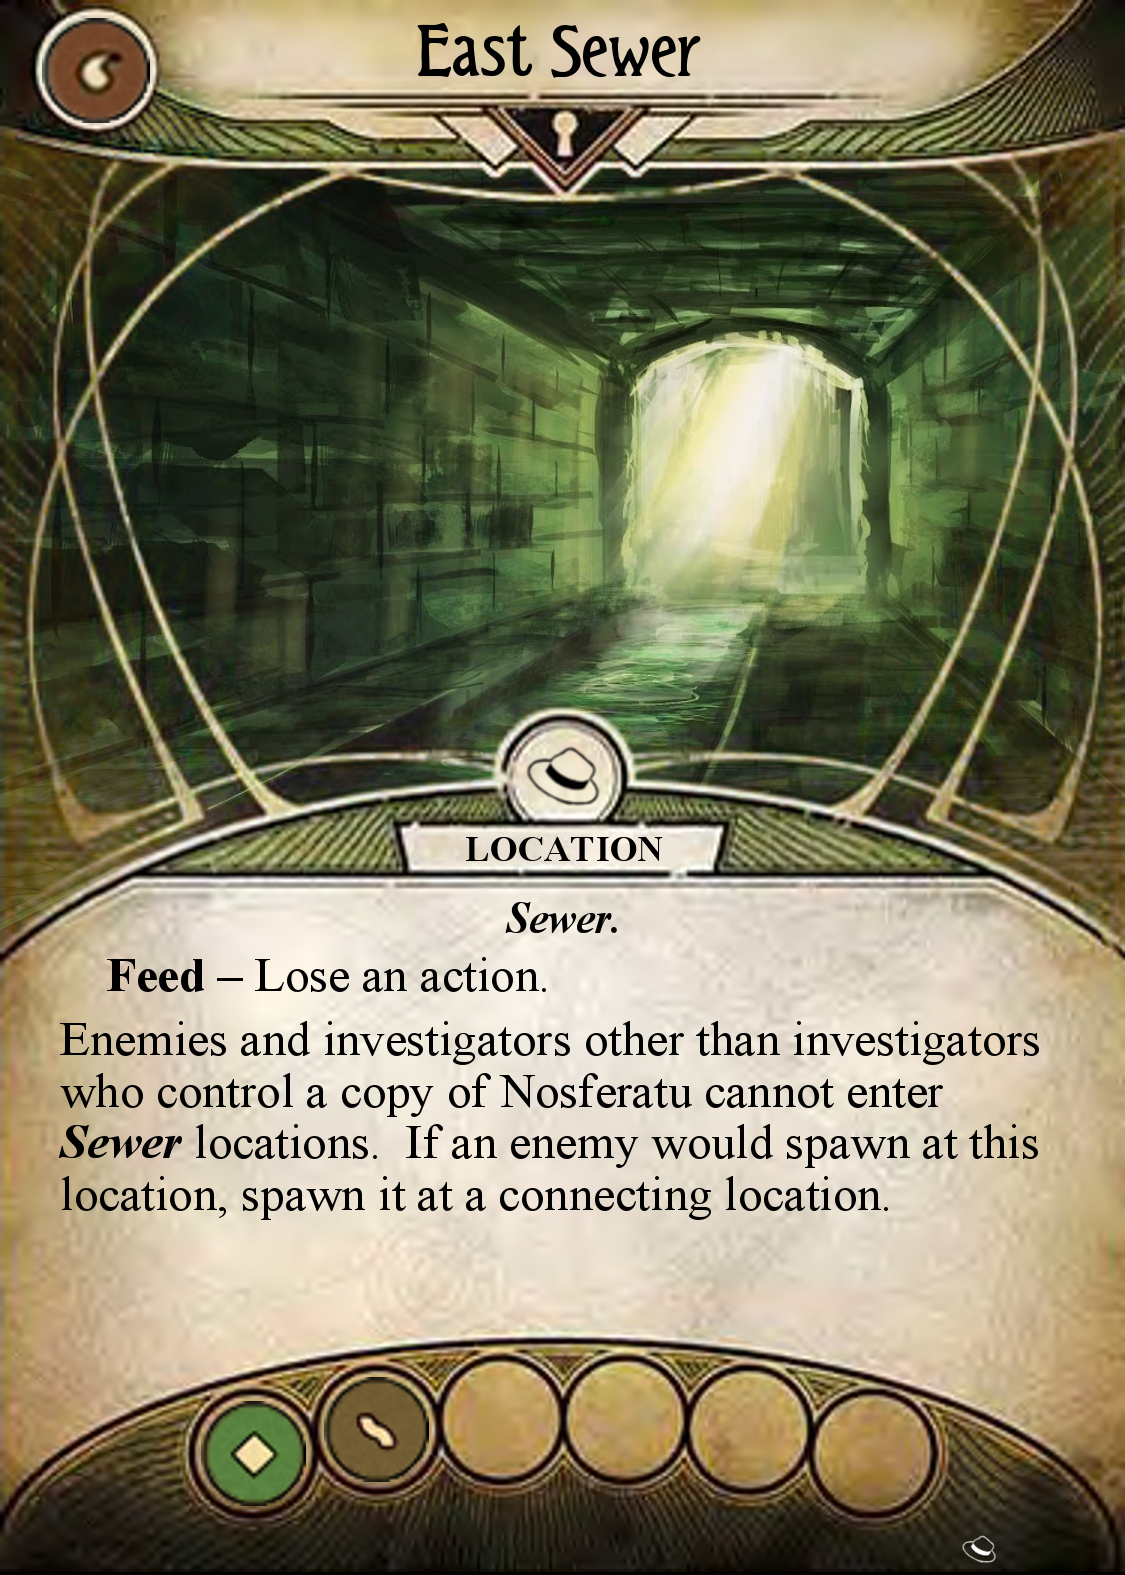 East Sewer
LOCATION
Sewer.
Feed – Lose an action.
Enemies and investigators other than investigators
who control a copy of Nosferatu cannot enter
Sewer locations.  If an enemy would spawn at this
location, spawn it at a connecting location.